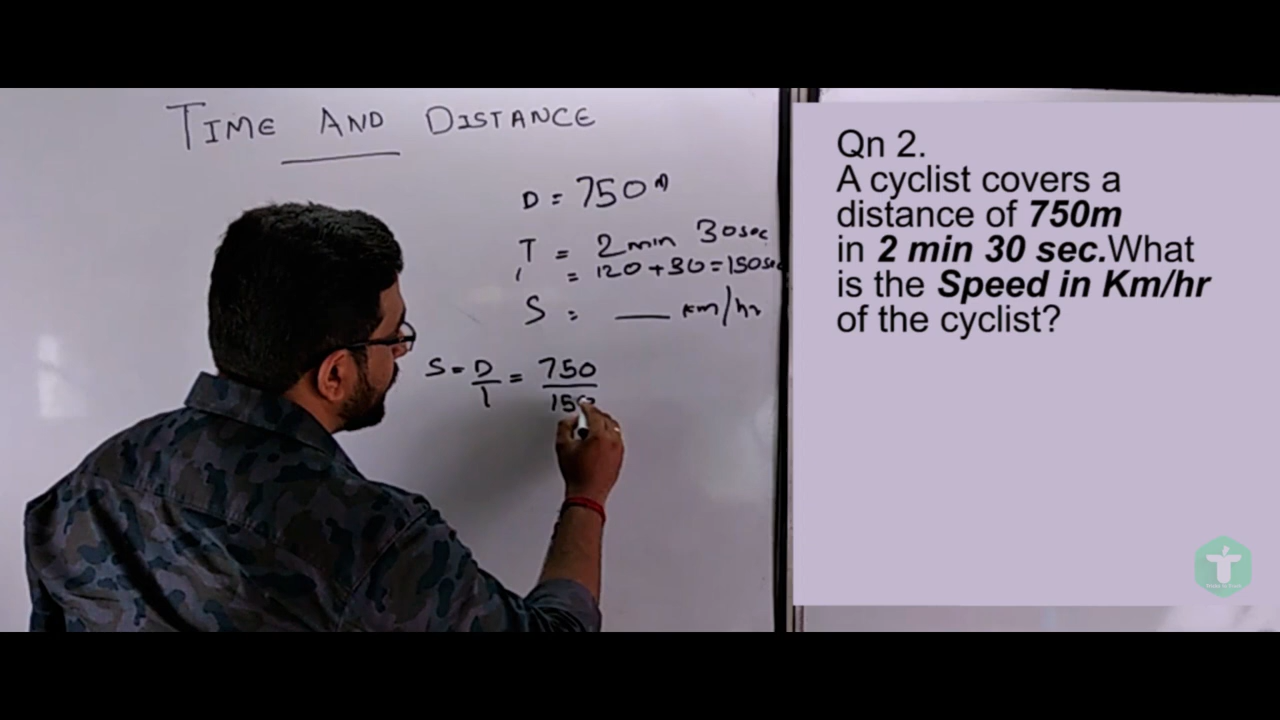 TIME AND DISTANCE
D = 750m
T = 2min 30sec
= 120+30=150sec
S = __ km/hr
S = D/T = 750/150
Qn 2.
A cyclist covers a
distance of 750m
in 2 min 30 sec.What
is the Speed in Km/hr
of the cyclist?